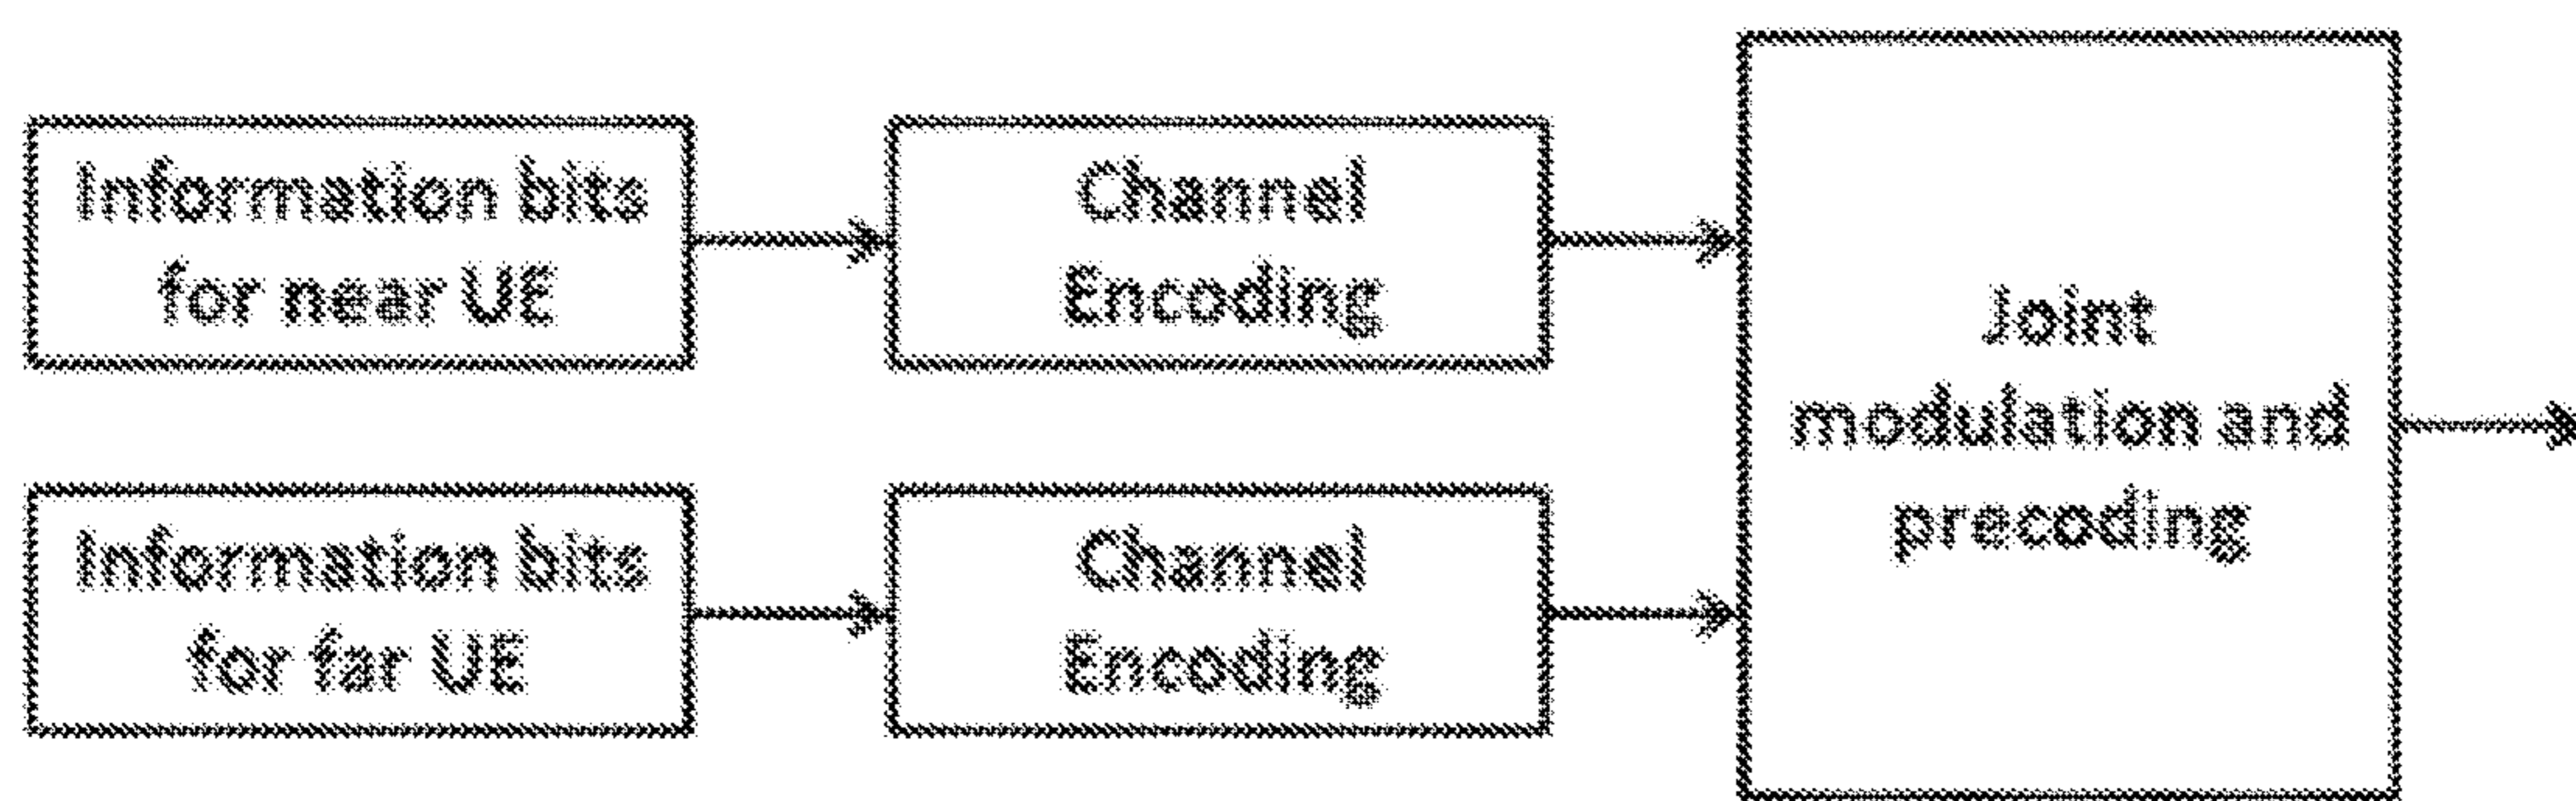 Information bits
for near UE
Channel
Encoding
Joint
modulation and
precoding
Information bits
for far UE
Channel
Encoding